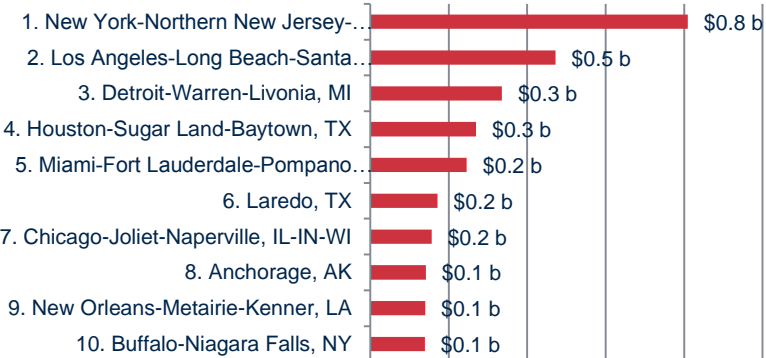 1. New York-Northern New Jersey-... $0.8 b
2. Los Angeles-Long Beach-Santa... $0.5 b
3. Detroit-Warren-Livonia, MI $0.3 b
4. Houston-Sugar Land-Baytown, TX $0.3 b
5. Miami-Fort Lauderdale-Pompano... $0.2 b
6. Laredo, TX $0.2 b
7. Chicago-Joliet-Naperville, IL-IN-WI $0.2 b
8. Anchorage, AK $0.1 b
9. New Orleans-Metairie-Kenner, LA $0.1 b
10. Buffalo-Niagara Falls, NY $0.1 b